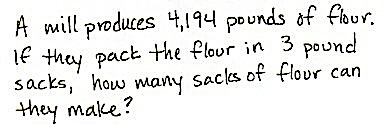 A mill produces 4,194 pounds of flour.
If they pack the flour in 3 pound
sacks, how many sacks of flour can
they make?